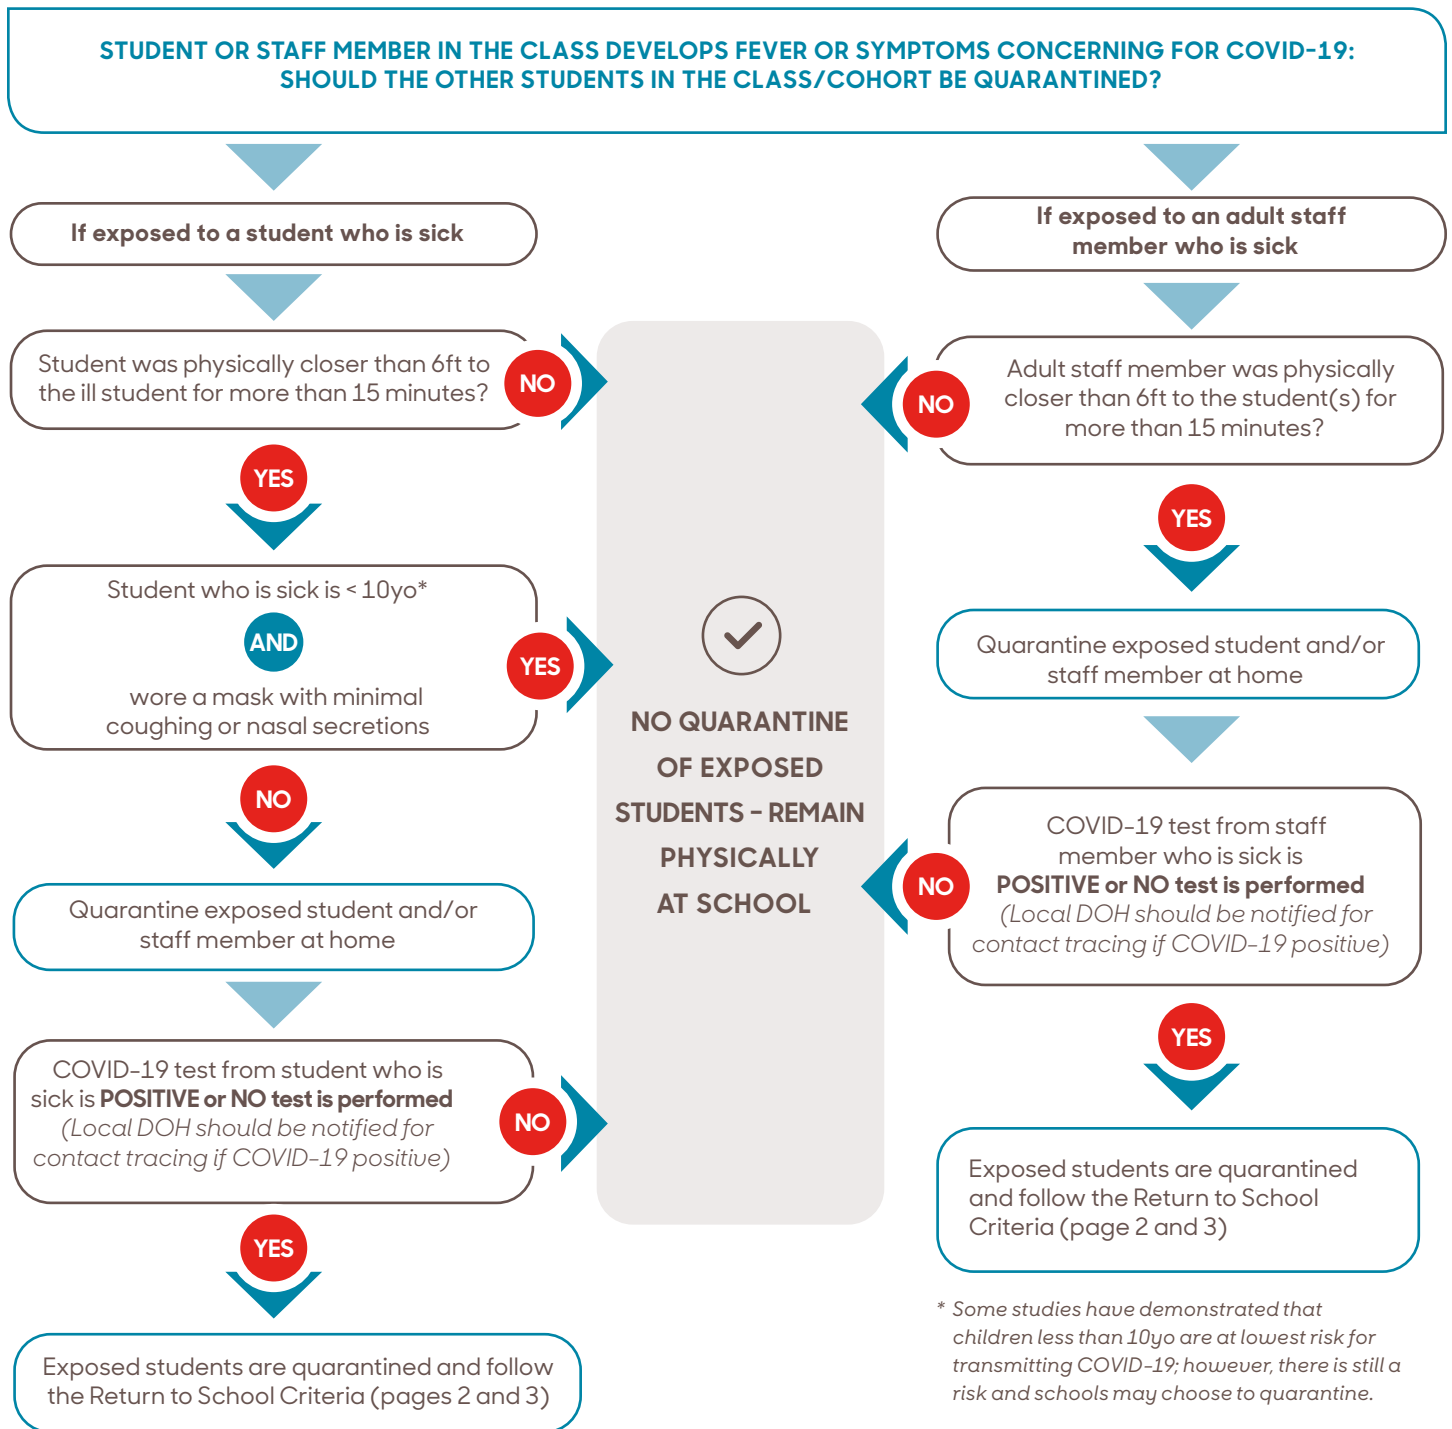 STUDENT OR STAFF MEMBER IN THE CLASS DEVELOPS FEVER OR SYMPTOMS CONCERNING FOR COVID-19:
SHOULD THE OTHER STUDENTS IN THE CLASS/COHORT BE QUARANTINED?
If exposed to a student who is sick
Student was physically closer than 6ft to
the ill student for more than 15 minutes?
NO
YES
Student who is sick is < 10yo*
AND
wore a mask with minimal
coughing or nasal secretions
YES
NO
Quarantine exposed student and/or
staff member at home
COVID-19 test from student who is
sick is POSITIVE or NO test is performed
(Local DOH should be notified for
contact tracing if COVID-19 positive)
NO
YES
Exposed students are quarantined and follow
the Return to School Criteria (pages 2 and 3)
NO QUARANTINE
OF EXPOSED
STUDENTS – REMAIN
PHYSICALLY
AT SCHOOL
If exposed to an adult staff
member who is sick
Adult staff member was physically
closer than 6ft to the student(s) for
more than 15 minutes?
NO
YES
Quarantine exposed student and/or
staff member at home
COVID-19 test from staff
member who is sick is
POSITIVE or NO test is performed
(Local DOH should be notified for
contact tracing if COVID-19 positive)
NO
YES
Exposed students are quarantined
and follow the Return to School
Criteria (page 2 and 3)
* Some studies have demonstrated that
children less than 10yo are at lowest risk for
transmitting COVID-19; however, there is still a
risk and schools may choose to quarantine.